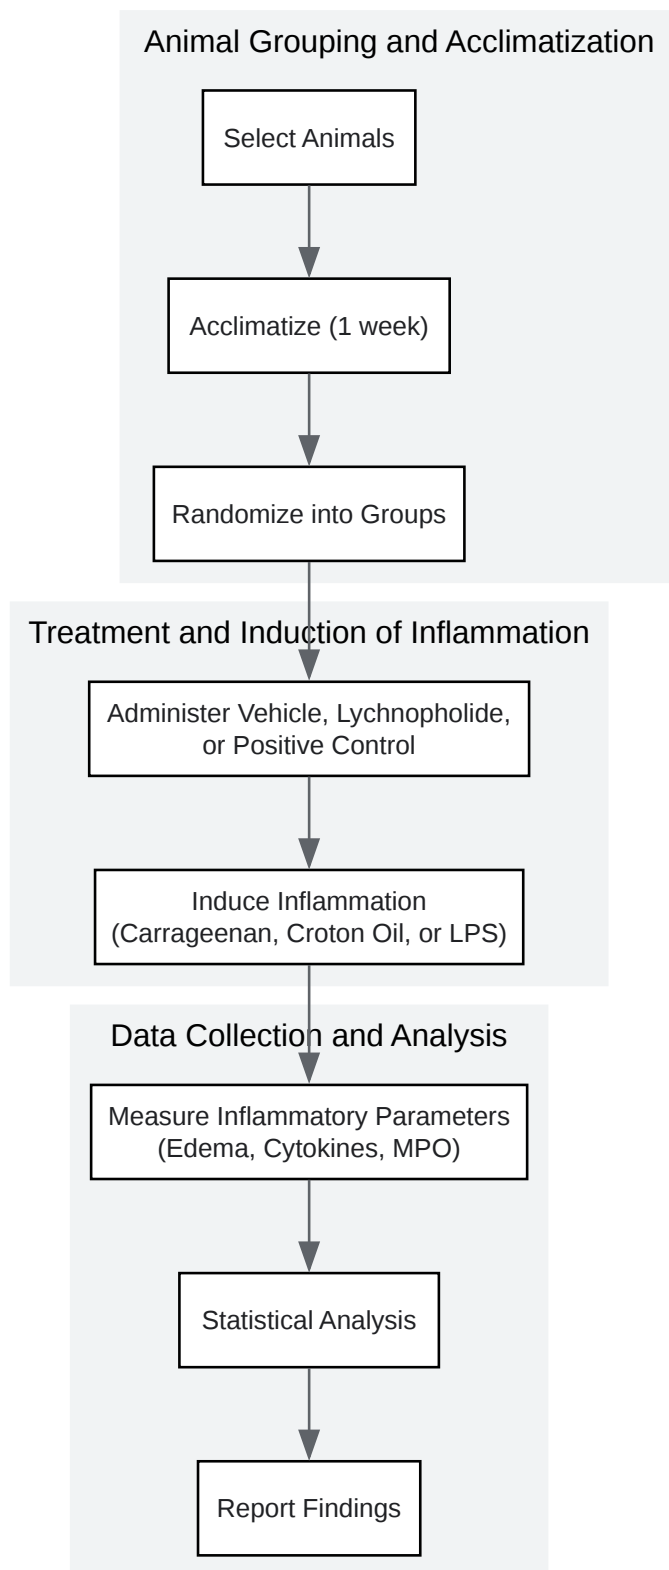 Animal Grouping and Acclimatization
Select Animals
Acclimatize (1 week)
Randomize into Groups
Treatment and Induction of Inflammation
Administer Vehicle, Lychnopholide,
or Positive Control
Induce Inflammation
(Carrageenan, Croton Oil, or LPS)
Data Collection and Analysis
Measure Inflammatory Parameters
(Edema, Cytokines, MPO)
Statistical Analysis
Report Findings